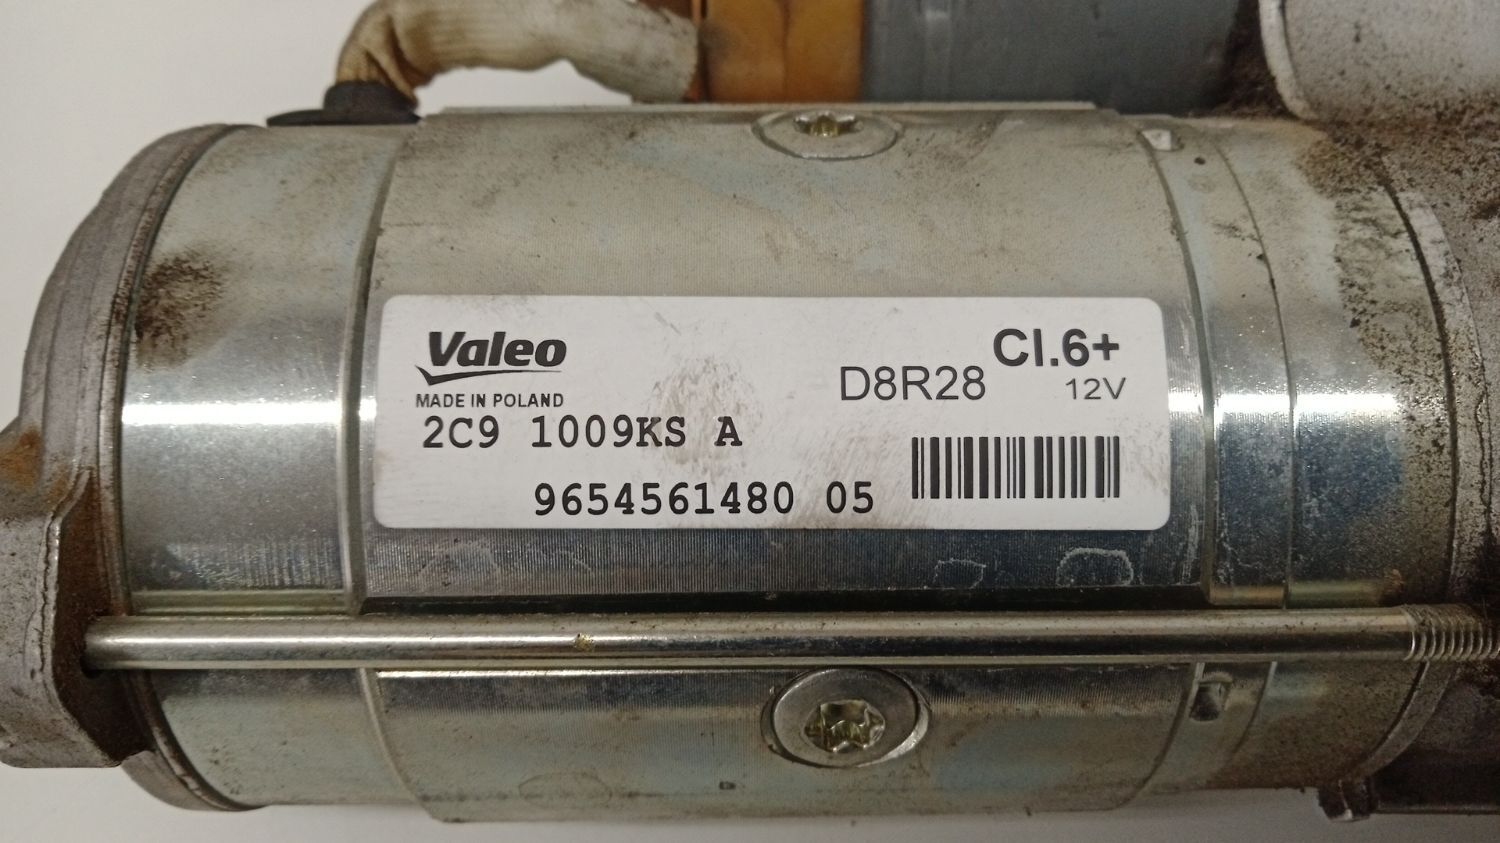 Valeo
MADE IN POLAND
Cl.6+
D8R28
12V
2C9 1009KS A
9654561480 05